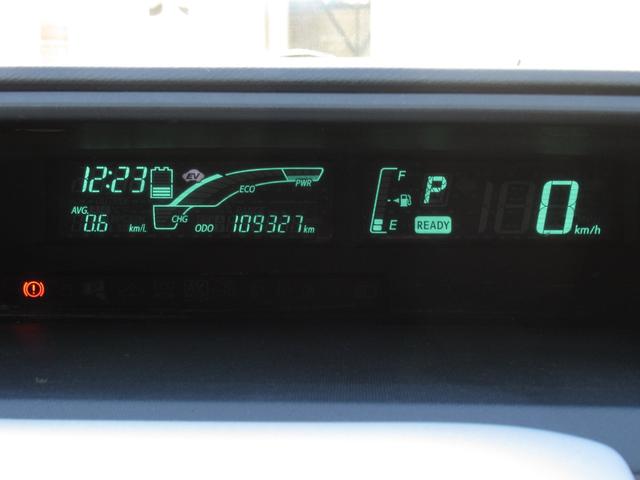 12:23
EV
ECO
PWR
AVG.
0.6 km/L
CHG
ODO 109327 km
F
P
E
READY
0 km/h